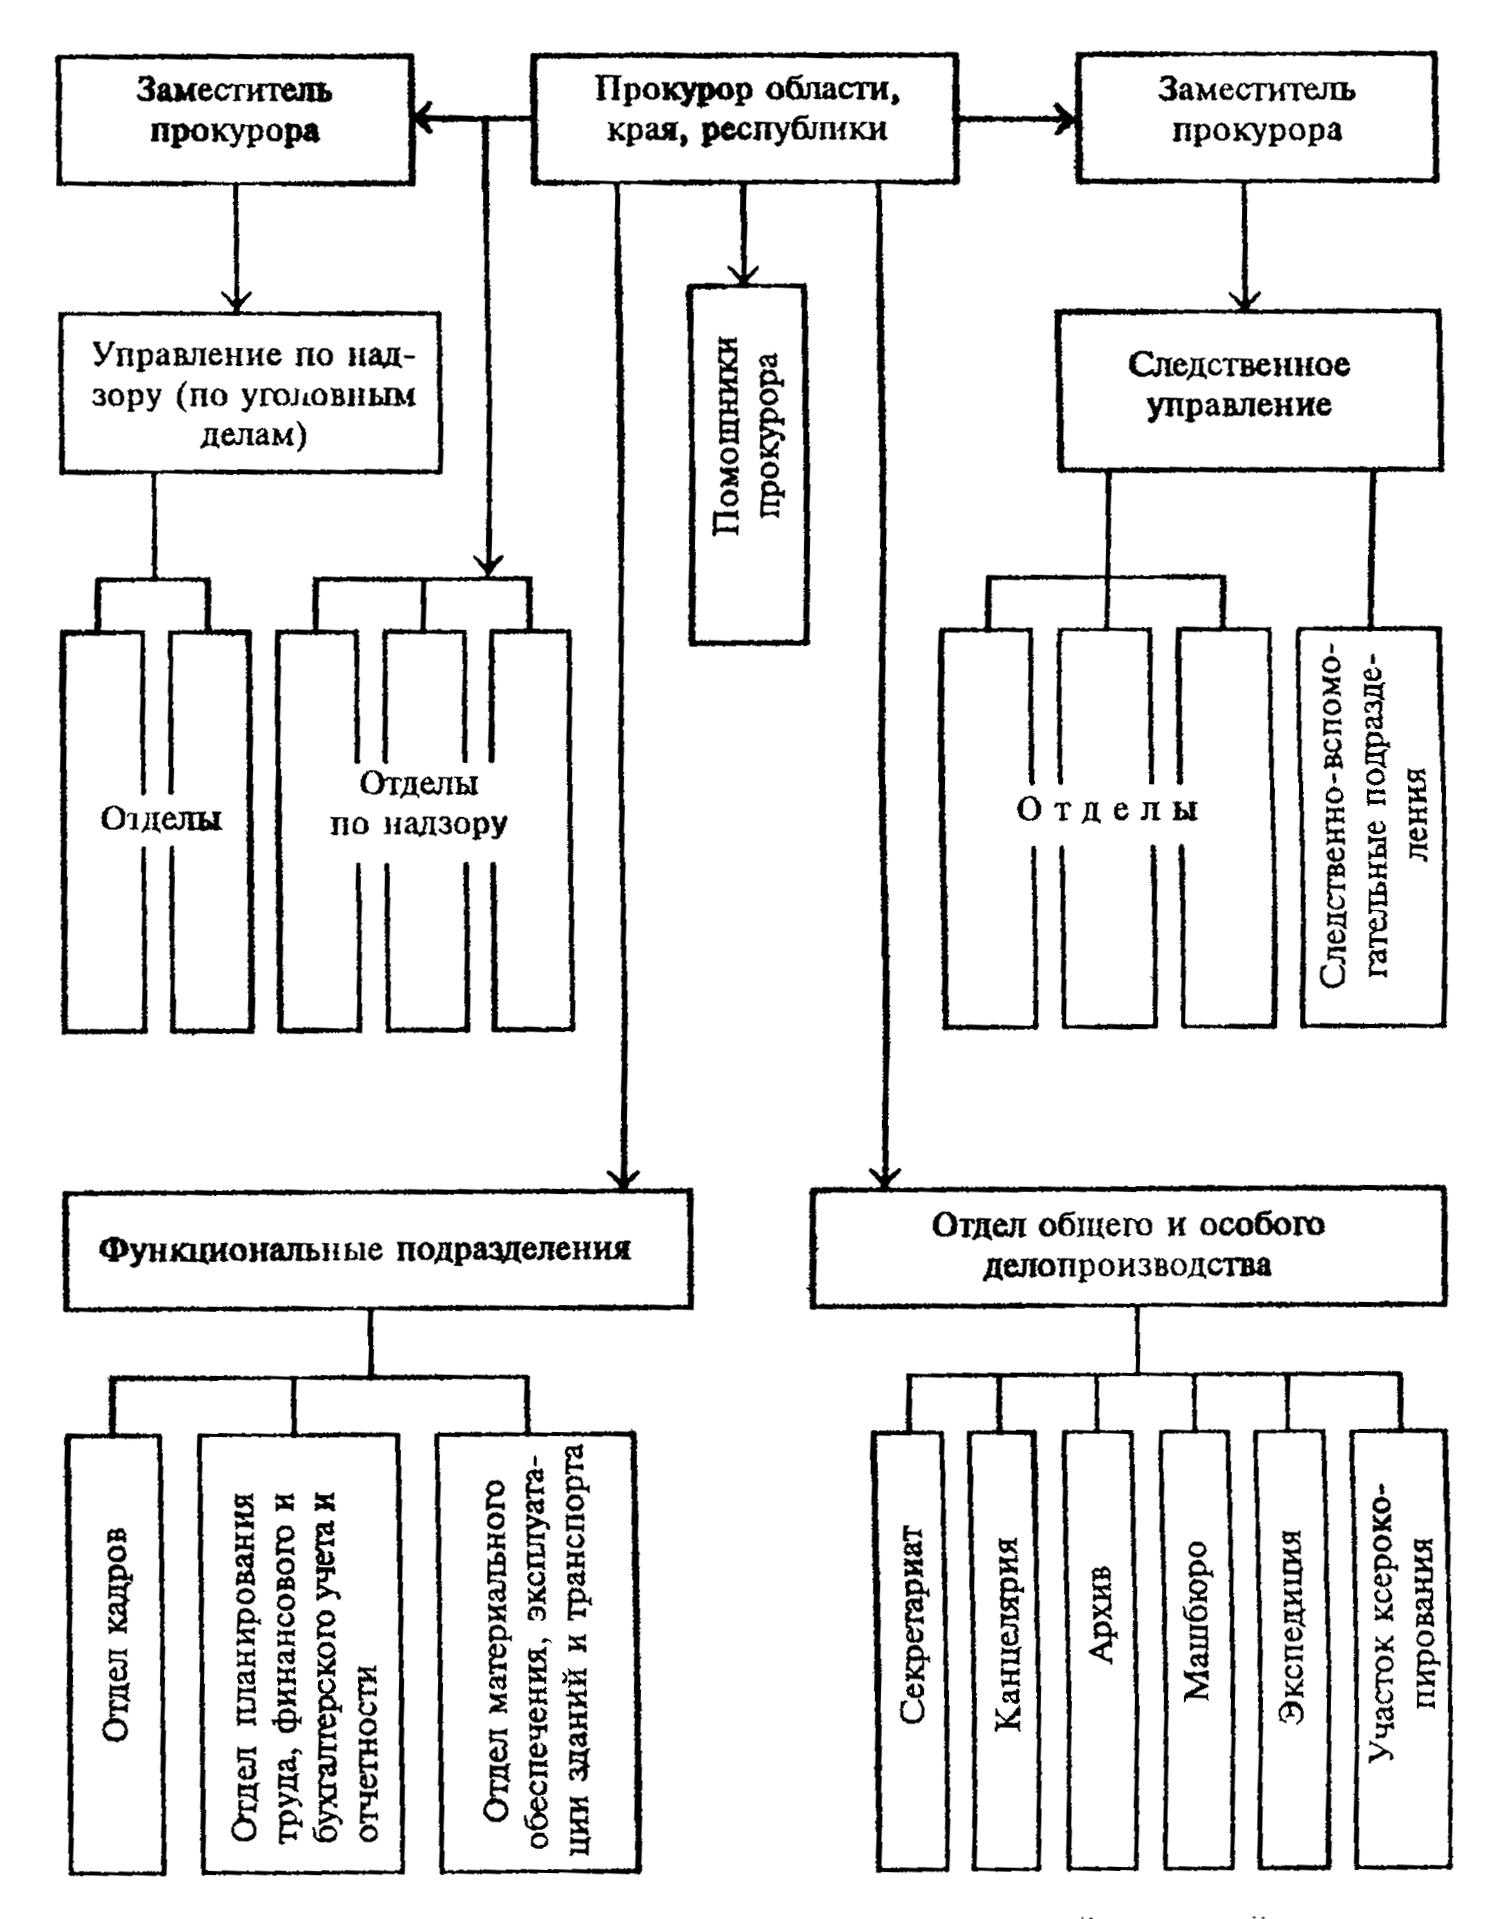 Заместитель
прокурора
Прокурор области,
края, республики
Заместитель
прокурора
Управление по над-
зору (по уголовным
делам)
Помощники
прокурора
Следственное
управление
Отделы
Отделы
по надзору
Отделы
Следственно-вспомо-
гательные подразде-
ления
Функциональные подразделения
Отдел общего и особого
делопроизводства
Отдел кадров
Отдел планирования
труда, финансового и
бухгалтерского учета и
отчетности
Отдел материального
обеспечения, эксплуата-
ции зданий и транспорта
Секретариат
Канцелярия
Архив
Машбюро
Экспедиция
Участок ксероко-
пирования